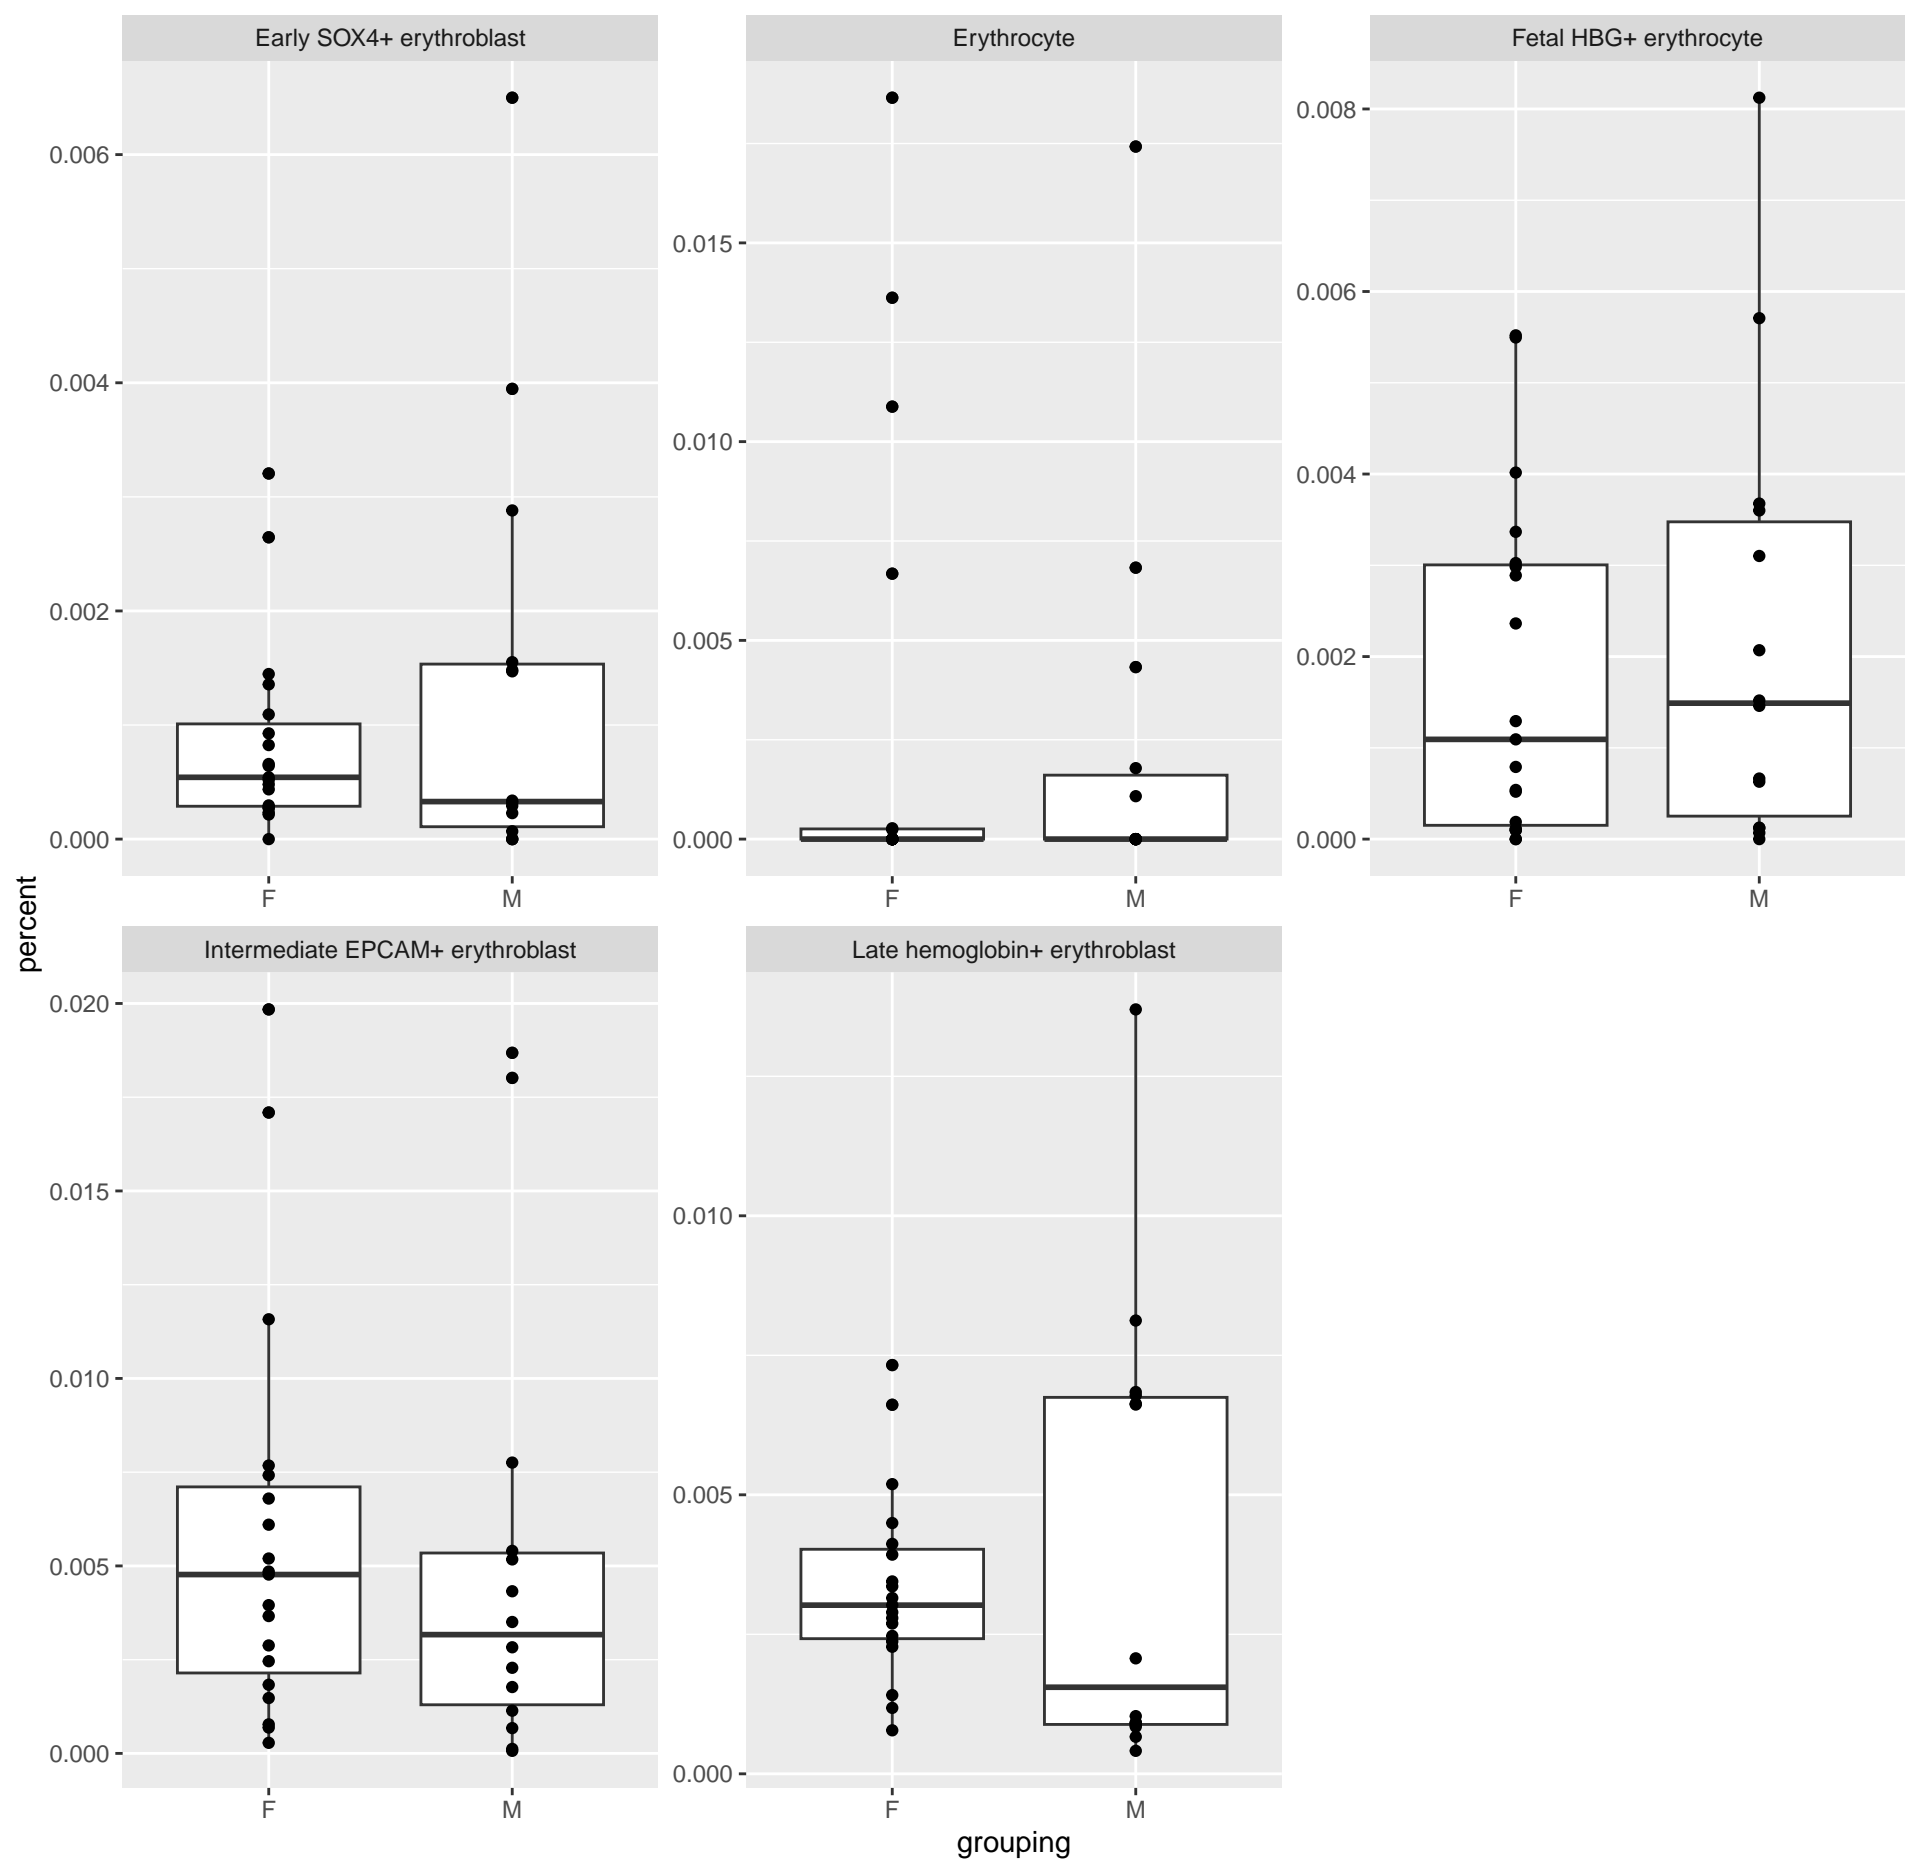 Early SOX4+ erythroblast
Erythrocyte
Fetal HBG+ erythrocyte
0.006
0.004
0.002
0.000
0.015
0.010
0.005
0.000
0.008
0.006
0.004
0.002
0.000
F
M
F
M
F
M
percent
Intermediate EPCAM+ erythroblast
Late hemoglobin+ erythroblast
0.020
0.015
0.010
0.005
0.000
0.010
0.005
0.000
F
M
F
M
grouping